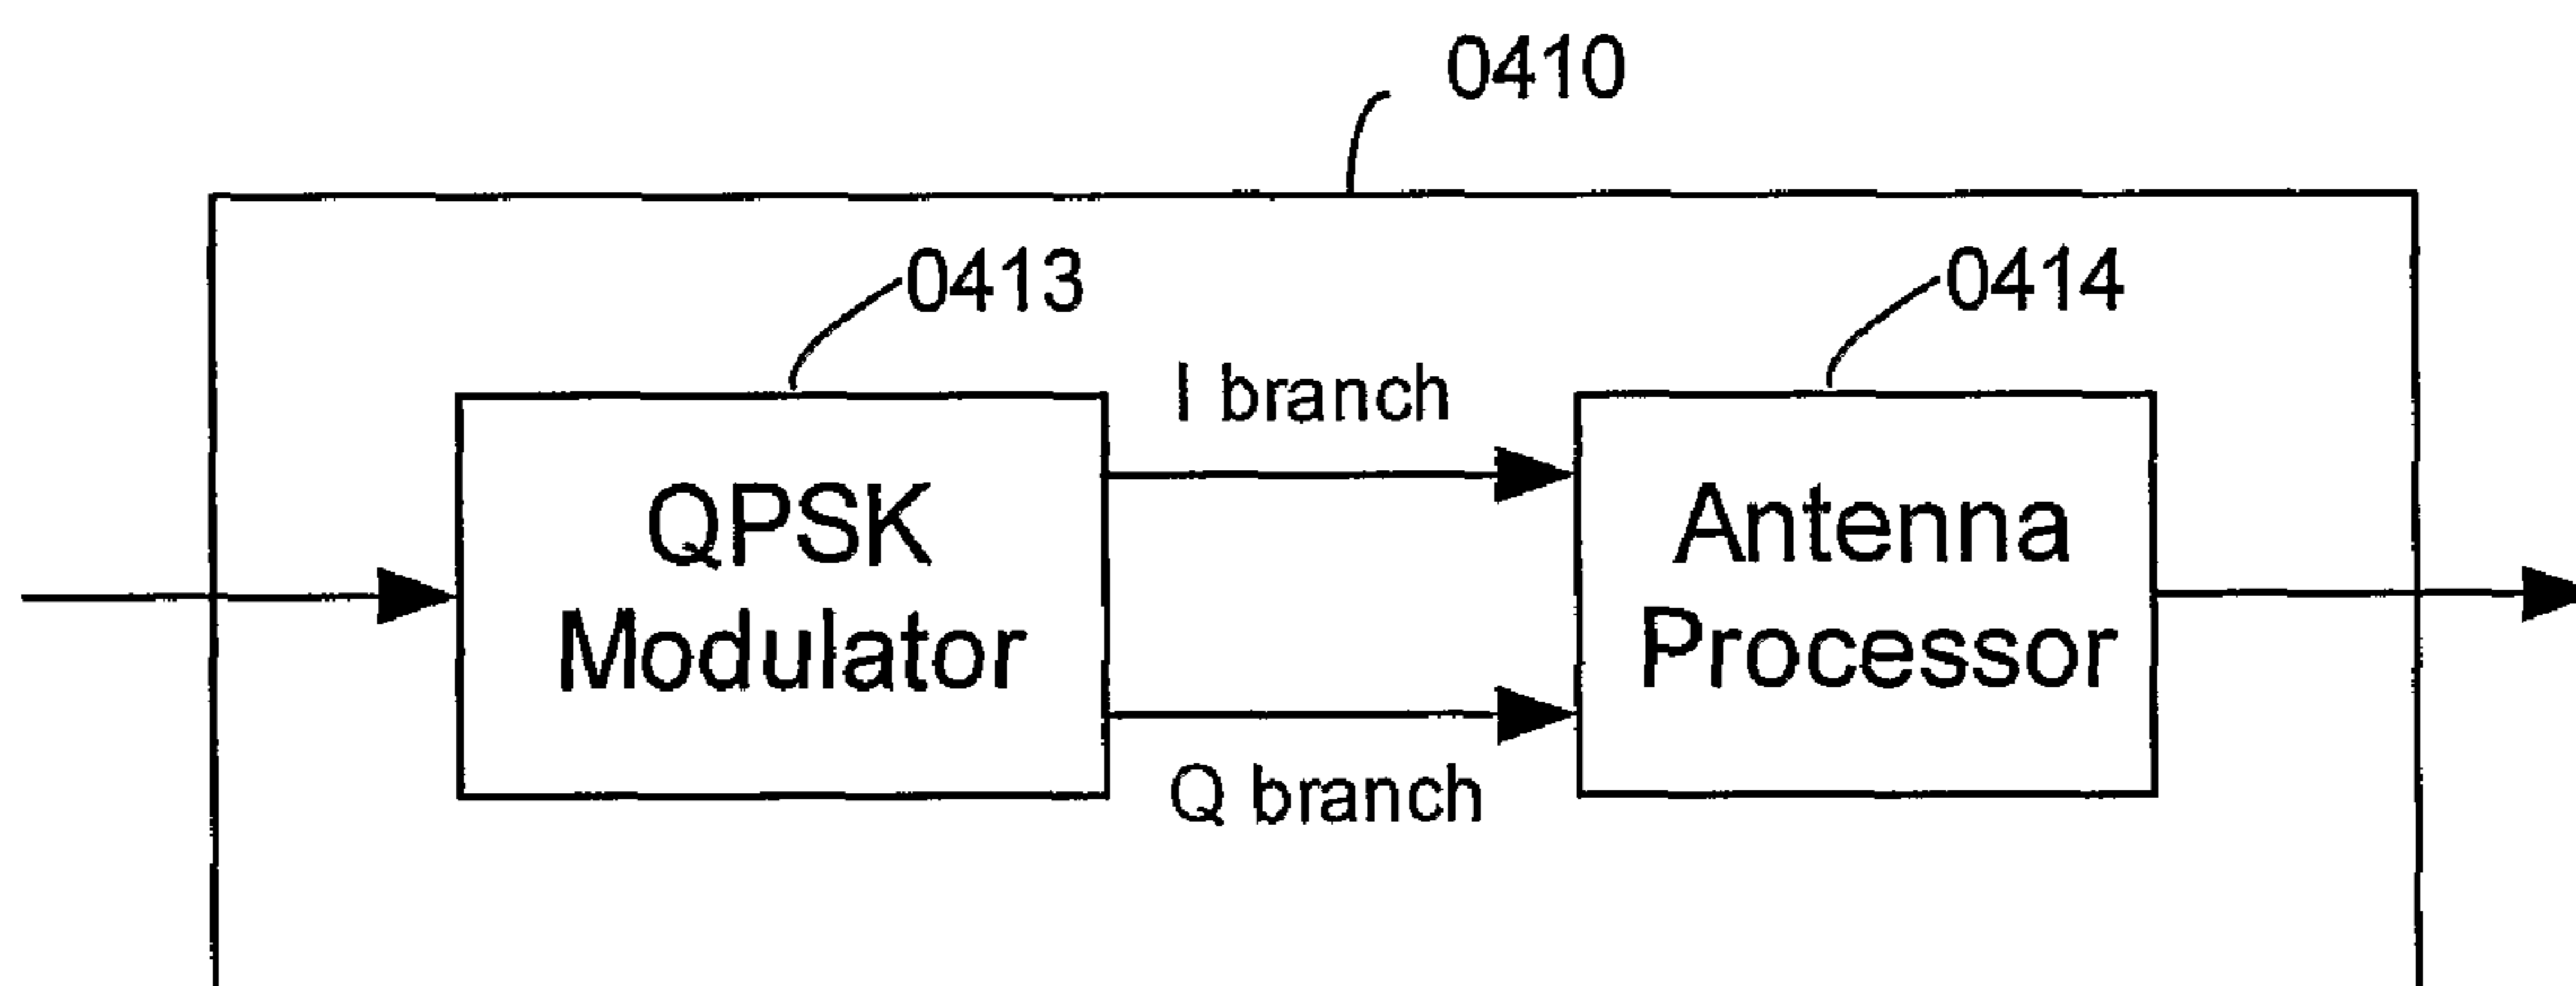 0410
0413
0414
I branch
QPSK
Modulator
Antenna
Processor
Q branch